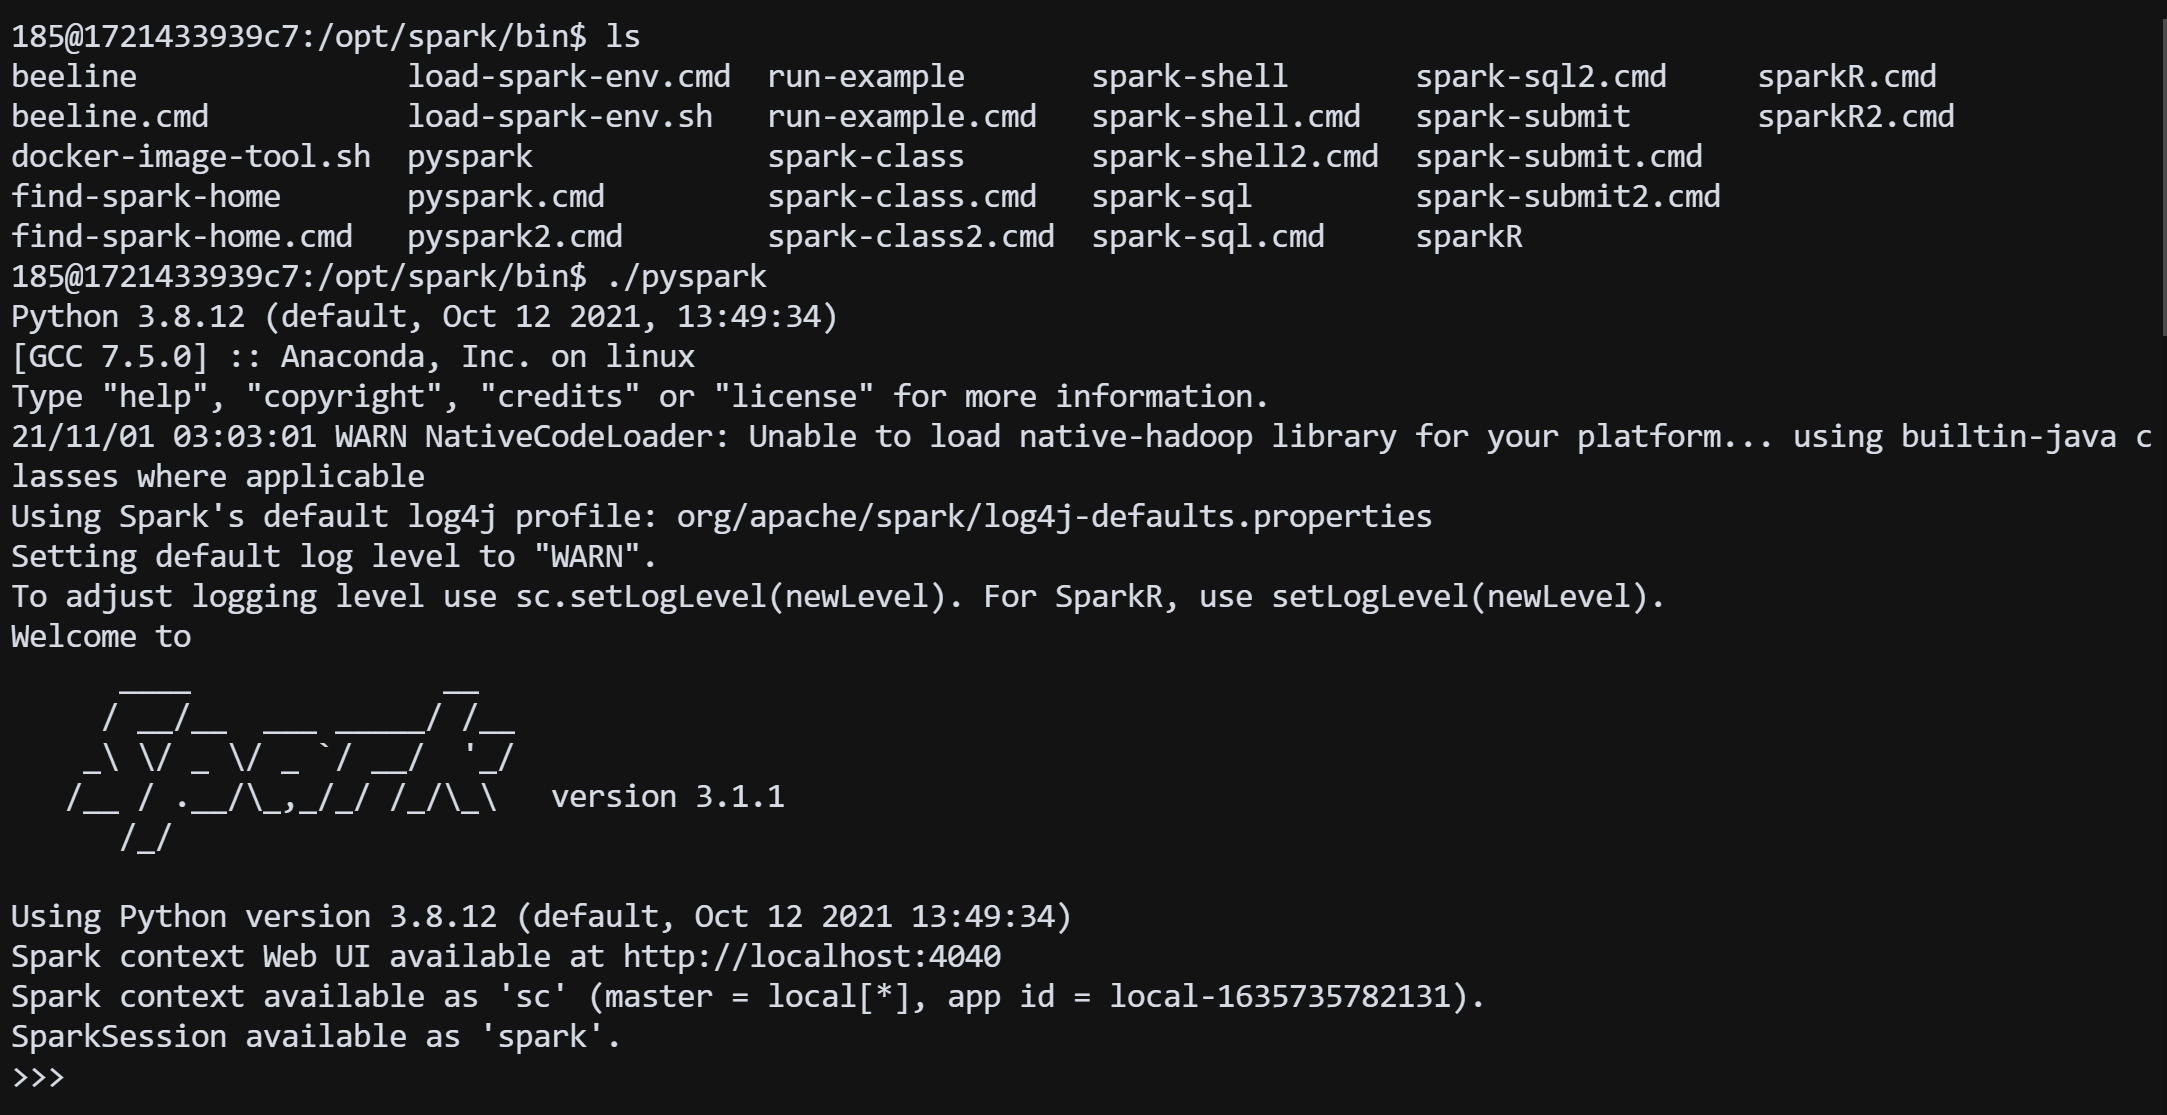 185@1721433939c7:/opt/spark/bin$ ls
beeline               load-spark-env.cmd  run-example       spark-shell       spark-sql2.cmd     sparkR.cmd
beeline.cmd           load-spark-env.sh   run-example.cmd   spark-shell.cmd   spark-submit       sparkR2.cmd
docker-image-tool.sh  pyspark             spark-class       spark-shell2.cmd  spark-submit.cmd
find-spark-home       pyspark.cmd         spark-class.cmd   spark-sql         spark-submit2.cmd
find-spark-home.cmd   pyspark2.cmd        spark-class2.cmd  spark-sql.cmd     sparkR
185@1721433939c7:/opt/spark/bin$ ./pyspark
Python 3.8.12 (default, Oct 12 2021, 13:49:34)
[GCC 7.5.0] :: Anaconda, Inc. on linux
Type "help", "copyright", "credits" or "license" for more information.
21/11/01 03:03:01 WARN NativeCodeLoader: Unable to load native-hadoop library for your platform... using builtin-java c
lasses where applicable
Using Spark's default log4j profile: org/apache/spark/log4j-defaults.properties
Setting default log level to "WARN".
To adjust logging level use sc.setLogLevel(newLevel). For SparkR, use setLogLevel(newLevel).
Welcome to
      ____              __
     / __/__  ___ _____/ /__
    _\ \/ _ \/ _ `/ __/  '_/
   /__ / .__/\_,_/_/ /_/\_\   version 3.1.1
      /_/
Using Python version 3.8.12 (default, Oct 12 2021 13:49:34)
Spark context Web UI available at http://localhost:4040
Spark context available as 'sc' (master = local[*], app id = local-1635735782131).
SparkSession available as 'spark'.
>>>